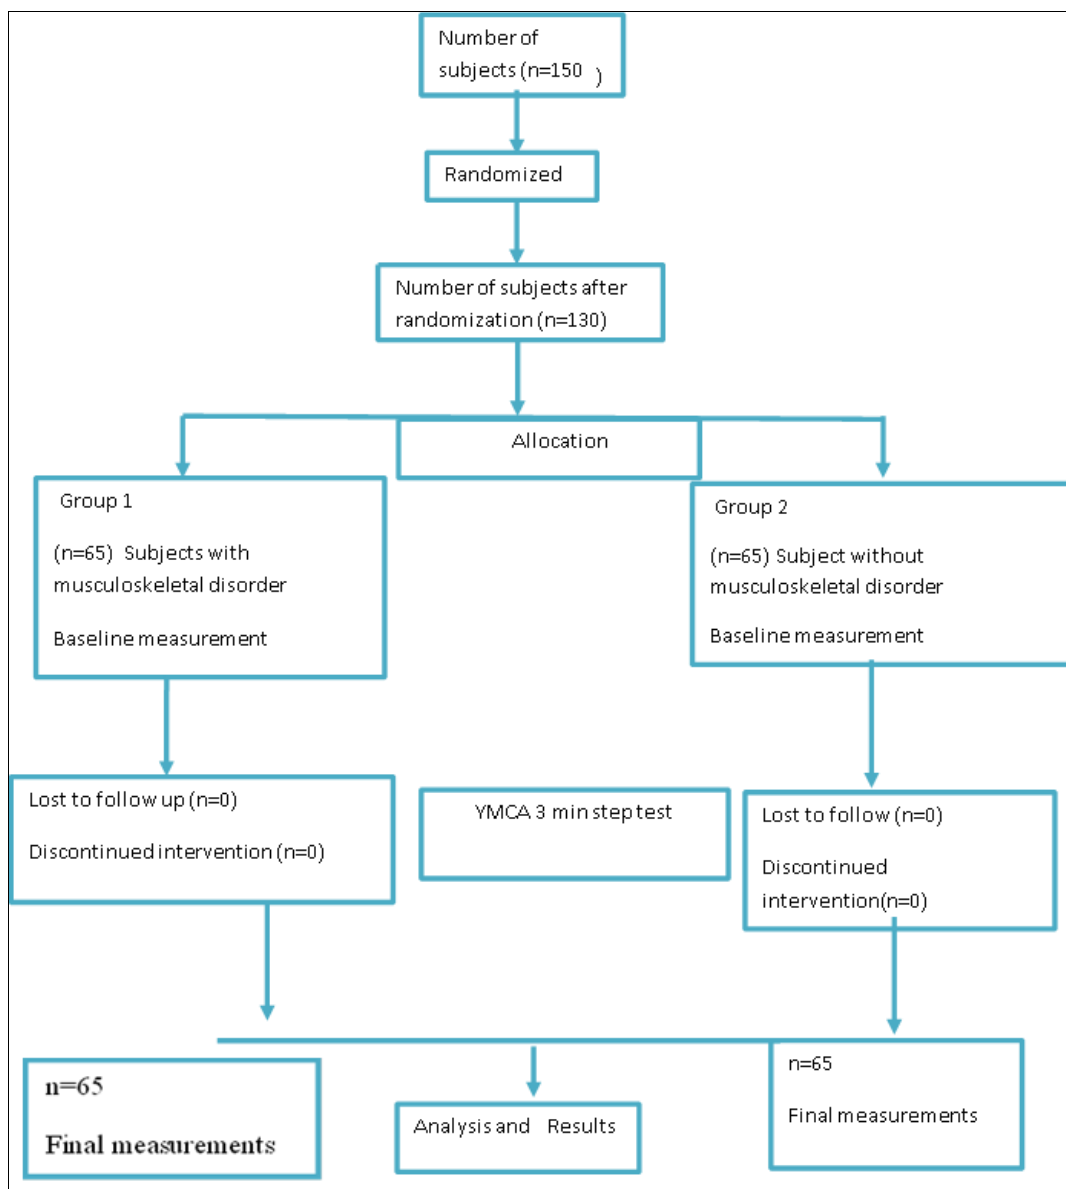 Number of
subjects (n=150 )
Randomized
Number of subjects after
randomization (n=130)
Allocation
Group 1
(n=65) Subjects with
musculoskeletal disorder
Baseline measurement
Group 2
(n=65) Subject without
musculoskeletal disorder
Baseline measurement
Lost to follow up (n=0)
Discontinued intervention (n=0)
YMCA 3 min step test
Lost to follow (n=0)
Discontinued
intervention(n=0)
n=65
Final measurements
Analysis and Results
n=65
Final measurements